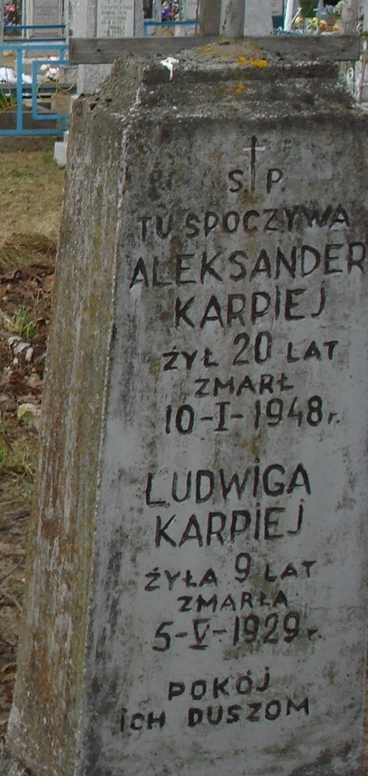 S P.
TU SPOCZYWA
ALEKSANDER
KARPIEJ
ŻYŁ 20 LAT
ZMARŁ
10-I-1948 r.
LUDWIGA
KARPIEJ
ŻYŁA 9 LAT
ZMARŁA
5-V-1929 r.
POKÓJ
ICH DUSZOM